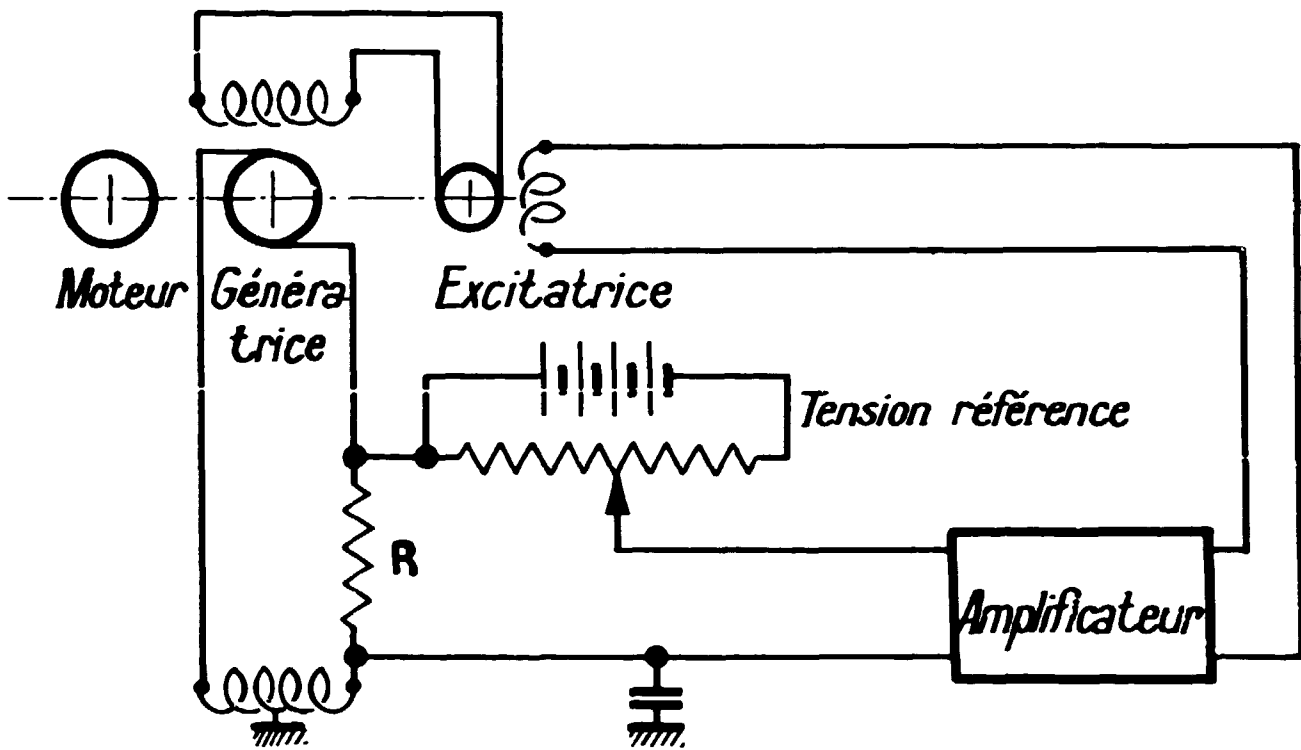 Moteur
Généra
trice
Excitatrice
Tension référence
R
Amplificateur